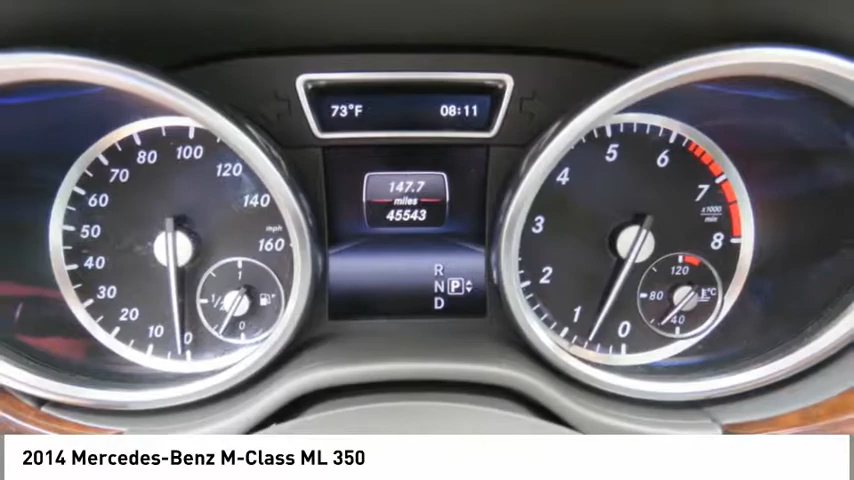 73°F 08:11
147.7
miles
45543
R
N P
D
0 10 20 30 40 50 60 70 80 100 120 140 160
mph
0 1/2 1
0 1 2 3 4 5 6 7 8
x1000
min
40 80 120 °C
2014 Mercedes-Benz M-Class ML 350